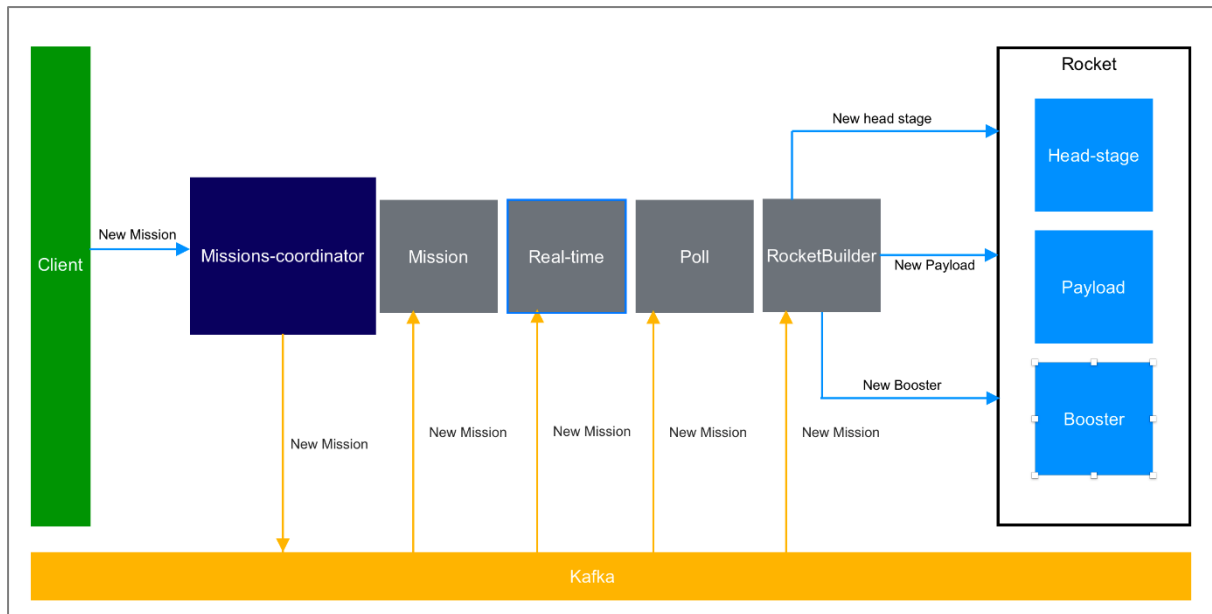 Rocket
New head stage
Head-stage
New Mission
Client
Missions-coordinator
Mission
Real-time
Poll
RocketBuilder
New Payload
Payload
New Booster
Booster
New Mission
New Mission
New Mission
New Mission
New Mission
Kafka